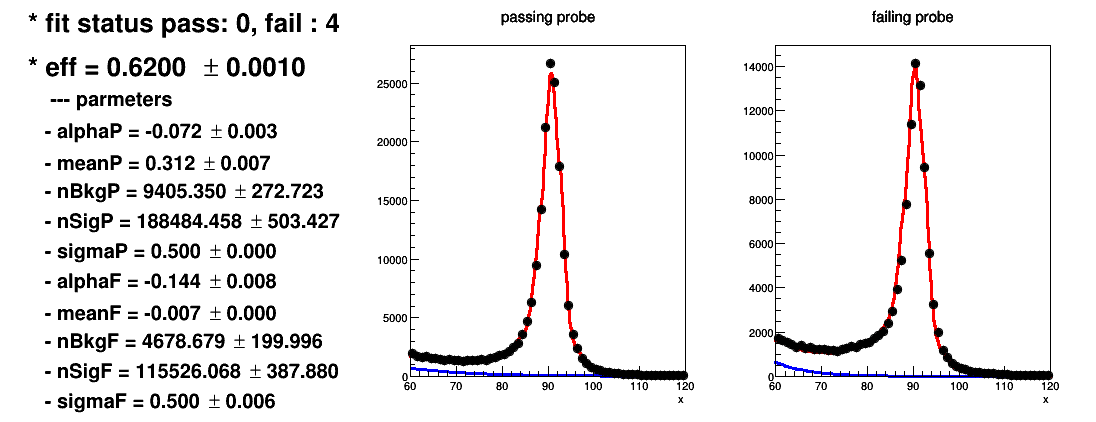 * fit status pass: 0, fail : 4
* eff = 0.6200 ± 0.0010
--- parmeters
- alphaP = -0.072 ± 0.003
- meanP = 0.312 ± 0.007
- nBkgP = 9405.350 ± 272.723
- nSigP = 188484.458 ± 503.427
- sigmaP = 0.500 ± 0.000
- alphaF = -0.144 ± 0.008
- meanF = -0.007 ± 0.000
- nBkgF = 4678.679 ± 199.996
- nSigF = 115526.068 ± 387.880
- sigmaF = 0.500 ± 0.006
passing probe
25000
20000
15000
10000
5000
0
60 70 80 90 100 110 120
x
failing probe
14000
12000
10000
8000
6000
4000
2000
0
60 70 80 90 100 110 120
x